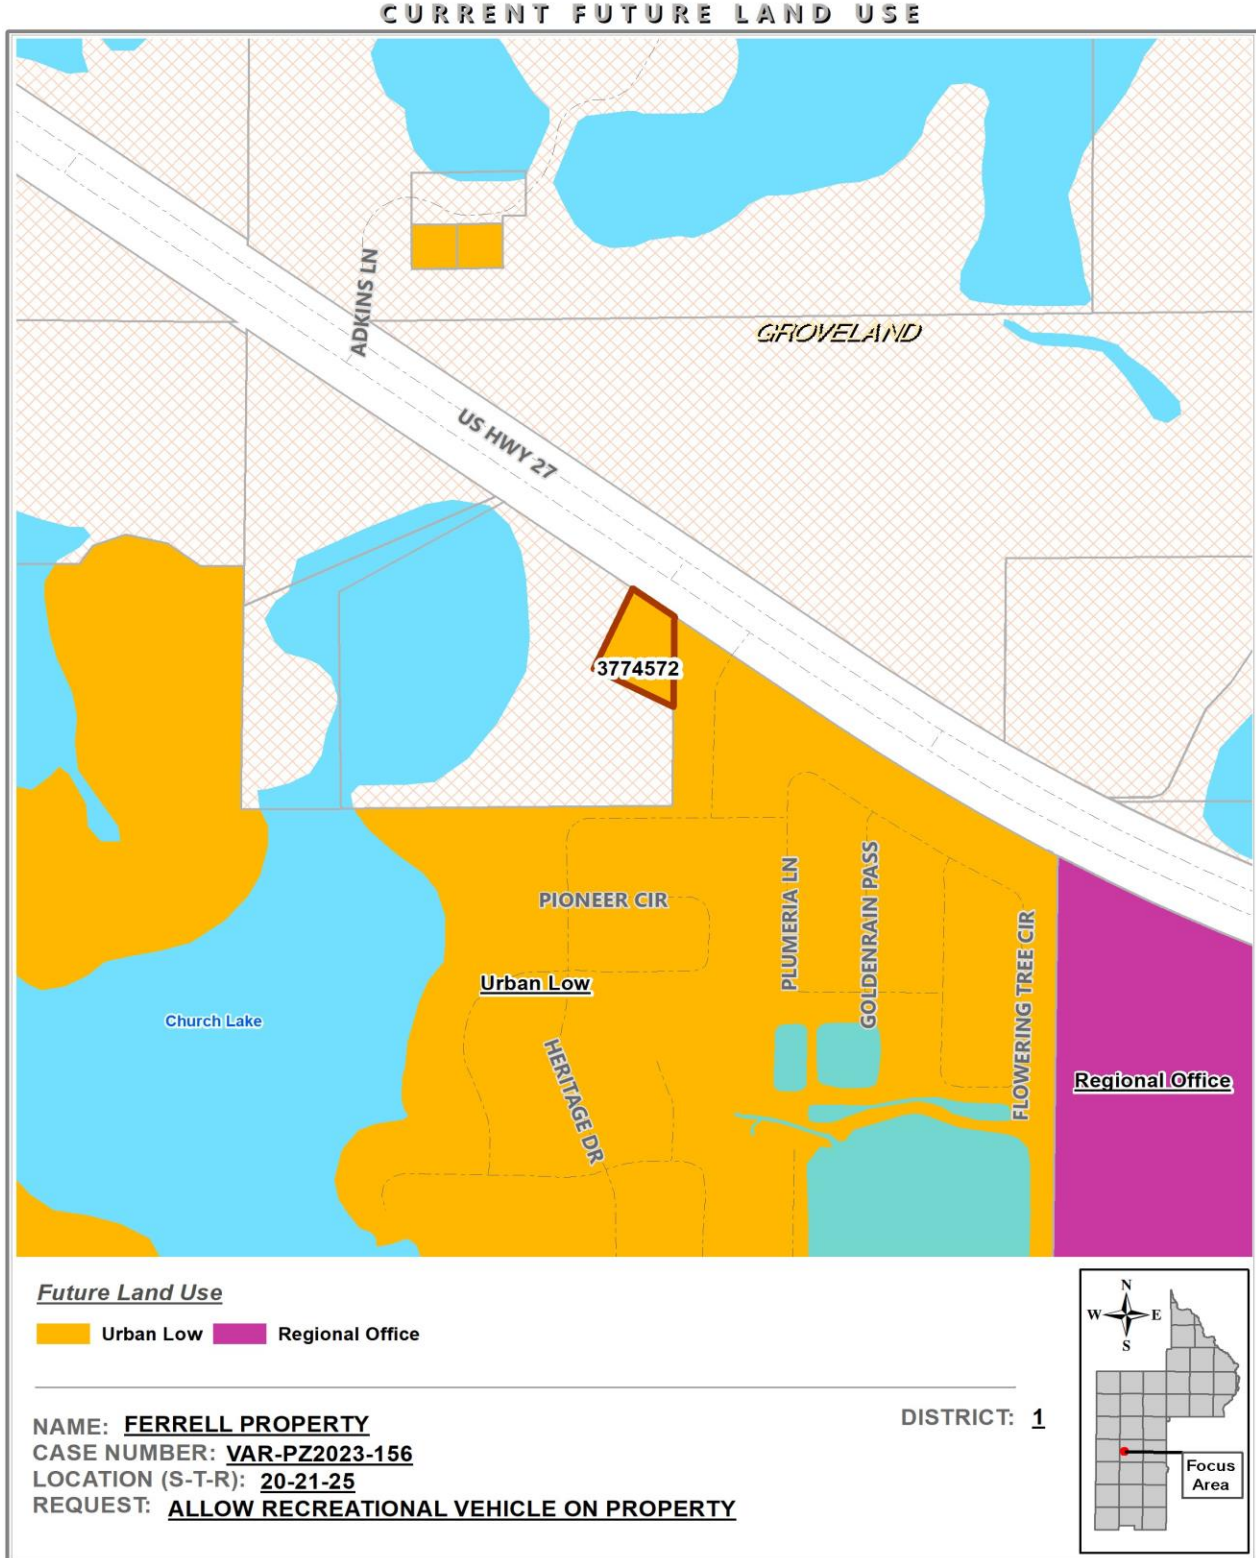 CURRENT FUTURE LAND USE
ADKINS LN
GROVELAND
US HWY 27
3774572
PIONEER CIR
PLUMERIA LN
GOLDENRAIN PASS
FLOWERING TREE CIR
Urban Low
Church Lake
HERITAGE DR
Regional Office
Future Land Use
Urban Low
Regional Office
N
W
E
S
Focus
Area
NAME: FERRELL PROPERTY
DISTRICT: 1
CASE NUMBER: VAR-PZ2023-156
LOCATION (S-T-R): 20-21-25
REQUEST: ALLOW RECREATIONAL VEHICLE ON PROPERTY